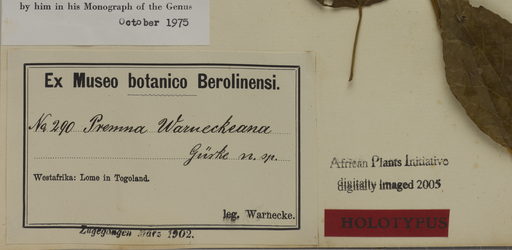 by him in his Monograph of the Genus
October 1975
Ex Museo botanico Berolinensi.
No 290 Premna Warneckeana
Gürke n. sp.
Westafrika: Lome in Togoland.
leg. Warnecke.
Zugegangen März 1902.
African Plants Initiative
digitally imaged 2005
HOLOTYPUS